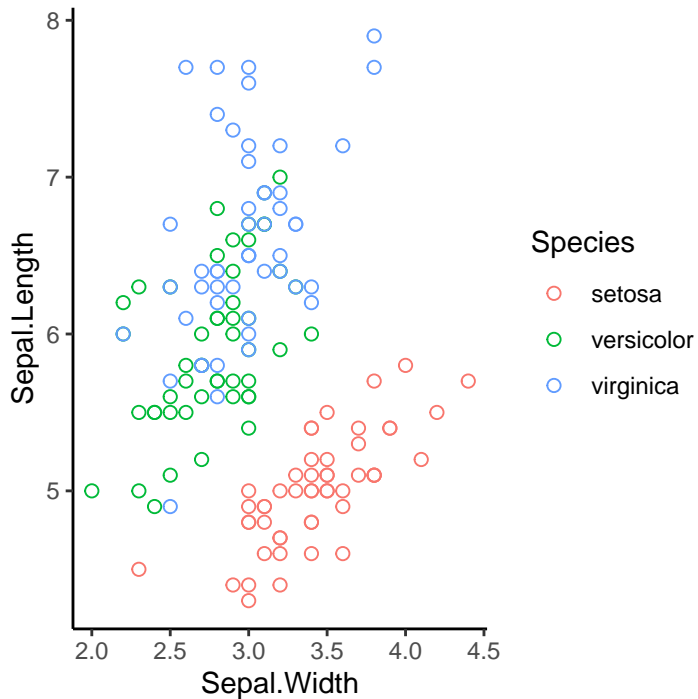 8
7
6
5
Sepal.Length
2.0 2.5 3.0 3.5 4.0 4.5
Sepal.Width
Species
setosa
versicolor
virginica